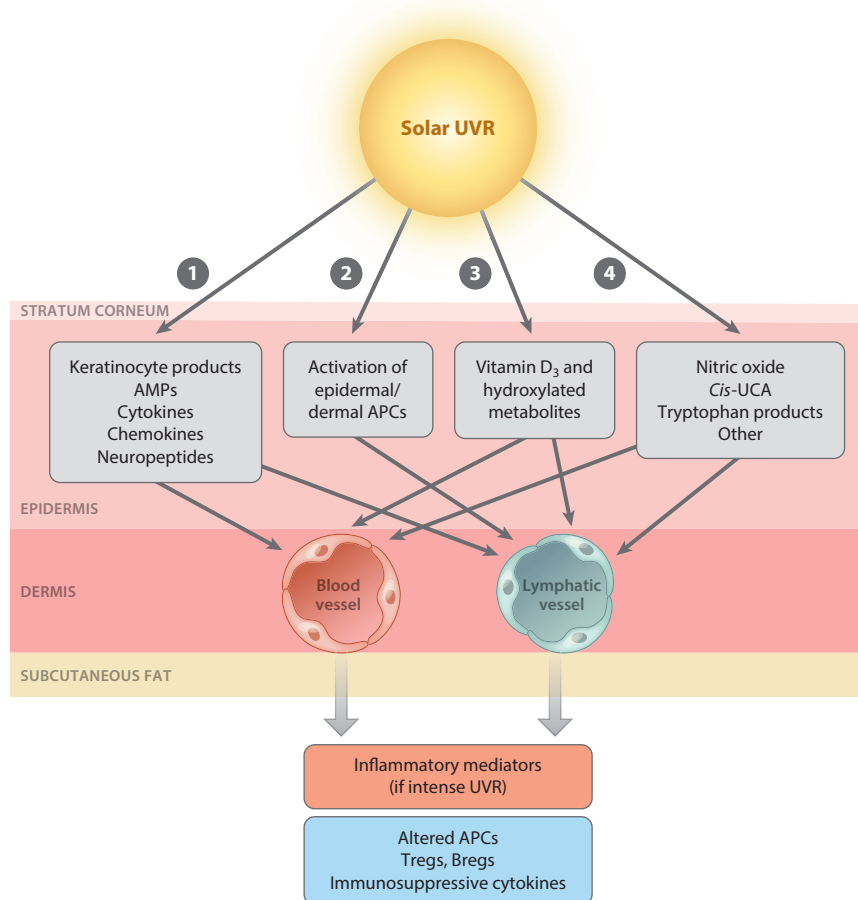 Solar UVR
1
2
3
4
STRATUM CORNEUM
Keratinocyte products
AMPs
Cytokines
Chemokines
Neuropeptides
Activation of
epidermal/
dermal APCs
Vitamin D₃ and
hydroxylated
metabolites
Nitric oxide
Cis-UCA
Tryptophan products
Other
EPIDERMIS
DERMIS
Blood
vessel
Lymphatic
vessel
SUBCUTANEOUS FAT
Inflammatory mediators
(if intense UVR)
Altered APCs
Tregs, Bregs
Immunosuppressive cytokines